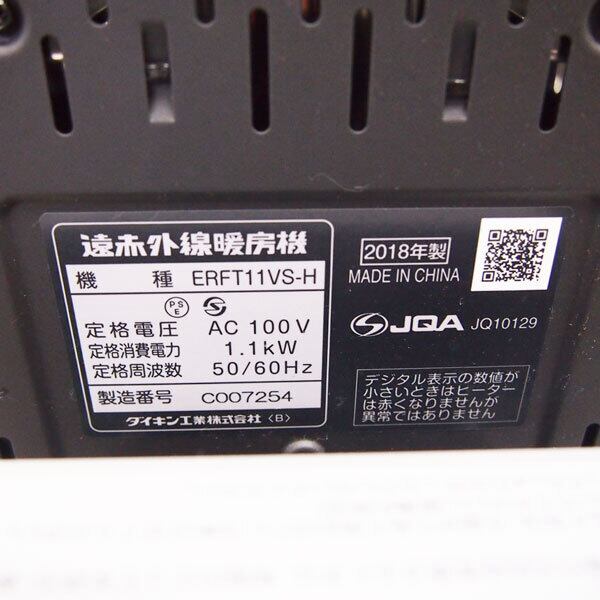 遠赤外線暖房機
機 種 ERFT11VS-H
PSE
定格電圧 AC 100V
定格消費電力 1.1kW
定格周波数 50/60Hz
製造番号 C007254
ダイキン工業株式会社 〈B〉
2018年製
MADE IN CHINA
JQA JQ10129
デジタル表示の数値が
小さいときはヒーター
は赤くなりませんが
異常ではありません